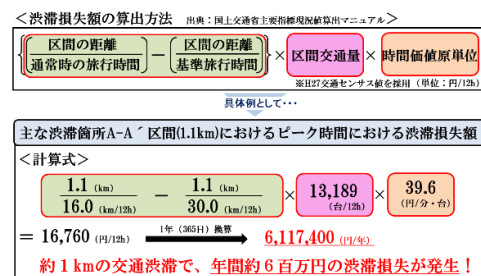 ＜渋滞損失額の算出方法 出典：国土交通省主要指標現況値算出マニュアル＞
{(区間の距離/通常時の旅行時間)－(区間の距離/基準旅行時間)}×区間交通量×時間価値原単位
※H27交通センサス値を採用（単位：円/12h）
具体例として･･･
主な渋滞箇所A-A´区間(1.1km)におけるピーク時間における渋滞損失額
＜計算式＞
1.1 (km)/16.0 (km/12h) － 1.1 (km)/30.0 (km/12h) × 13,189 (台/12h) × 39.6 (円/分・台)
＝ 16,760 (円/12h) 1年（365日）換算 6,117,400 (円/年)
約１kmの交通渋滞で、年間約６百万円の渋滞損失が発生！